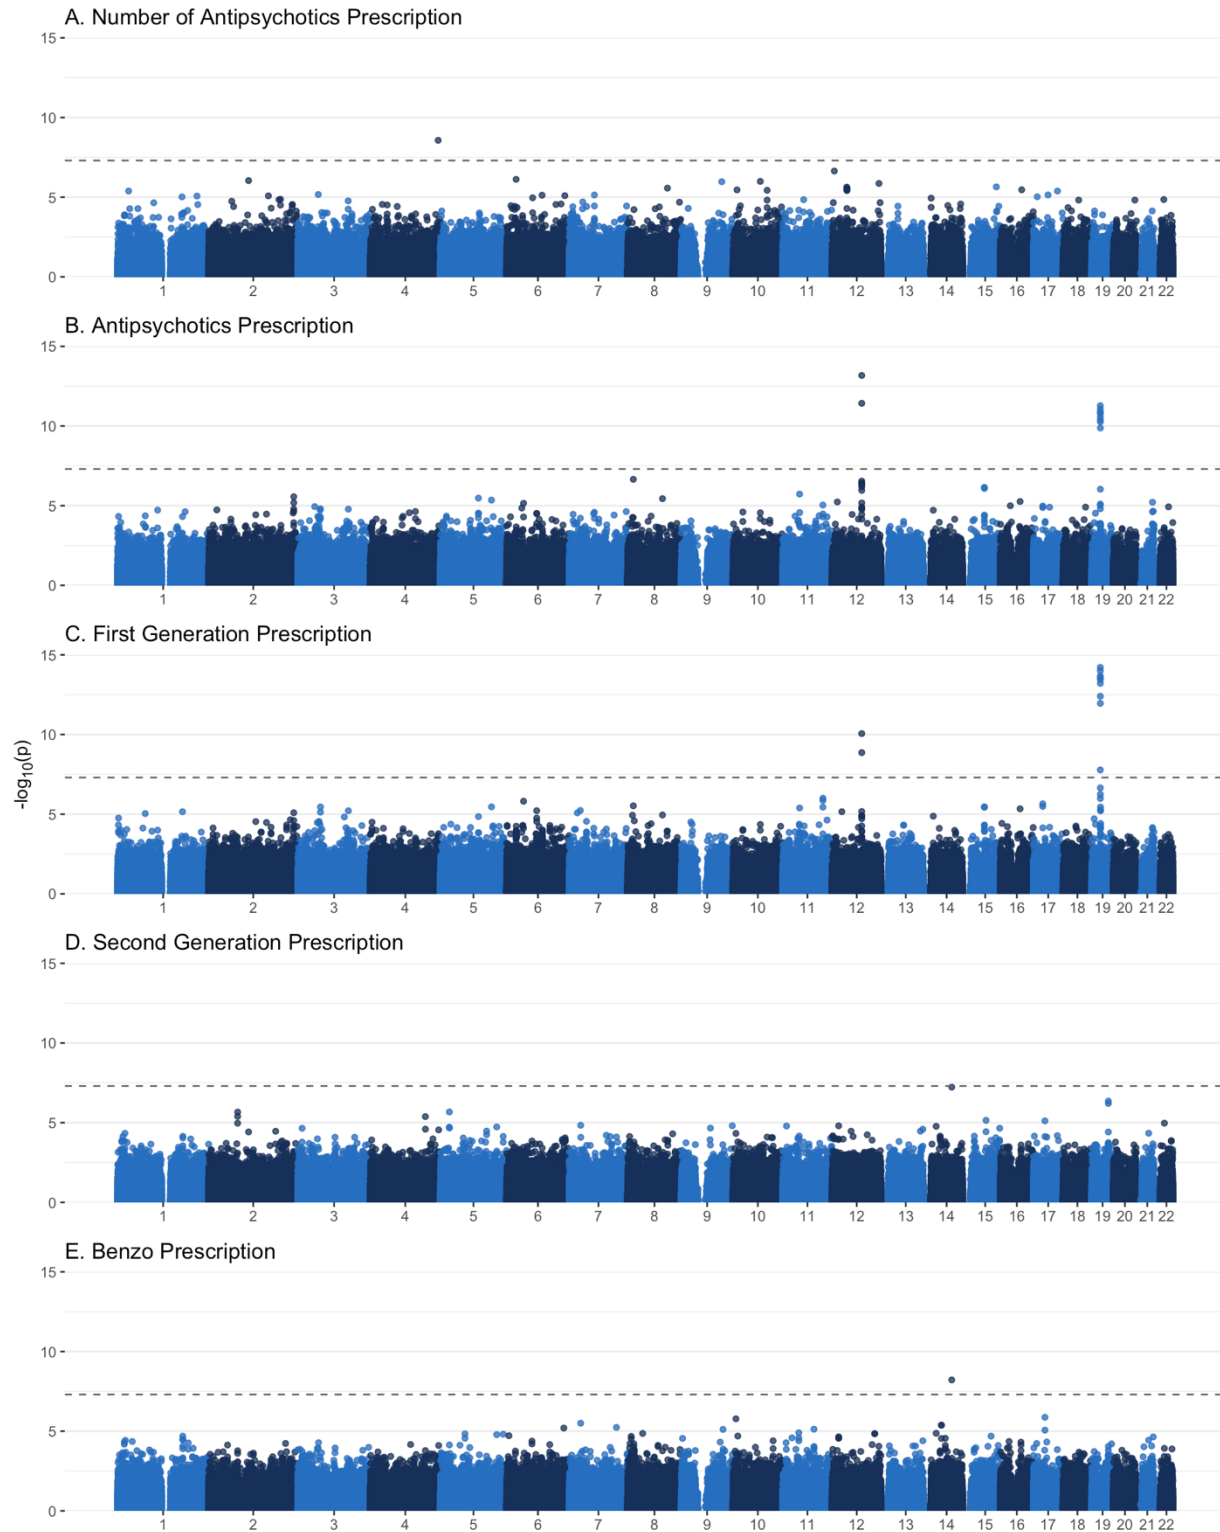 A. Number of Antipsychotics Prescription
15
10
5
0
1 2 3 4 5 6 7 8 9 10 11 12 13 14 15 16 17 18 19 20 21 22
B. Antipsychotics Prescription
15
10
5
0
1 2 3 4 5 6 7 8 9 10 11 12 13 14 15 16 17 18 19 20 21 22
C. First Generation Prescription
15
10
-log10(p)
5
0
1 2 3 4 5 6 7 8 9 10 11 12 13 14 15 16 17 18 19 20 21 22
D. Second Generation Prescription
15
10
5
0
1 2 3 4 5 6 7 8 9 10 11 12 13 14 15 16 17 18 19 20 21 22
E. Benzo Prescription
15
10
5
0
1 2 3 4 5 6 7 8 9 10 11 12 13 14 15 16 17 18 19 20 21 22